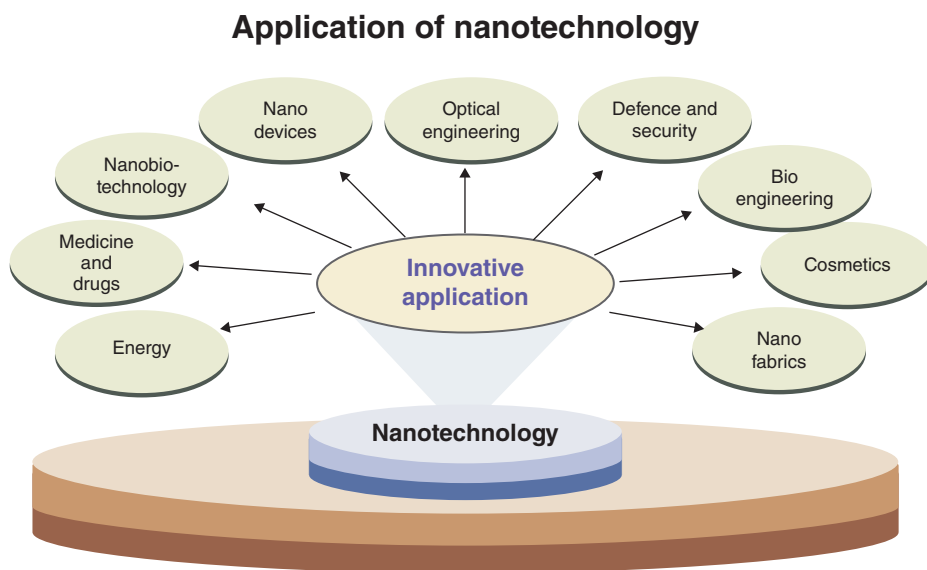 Application of nanotechnology
Nano
devices
Optical
engineering
Defence and
security
Nanobio-
technology
Bio
engineering
Medicine
and
drugs
Innovative
application
Cosmetics
Energy
Nano
fabrics
Nanotechnology